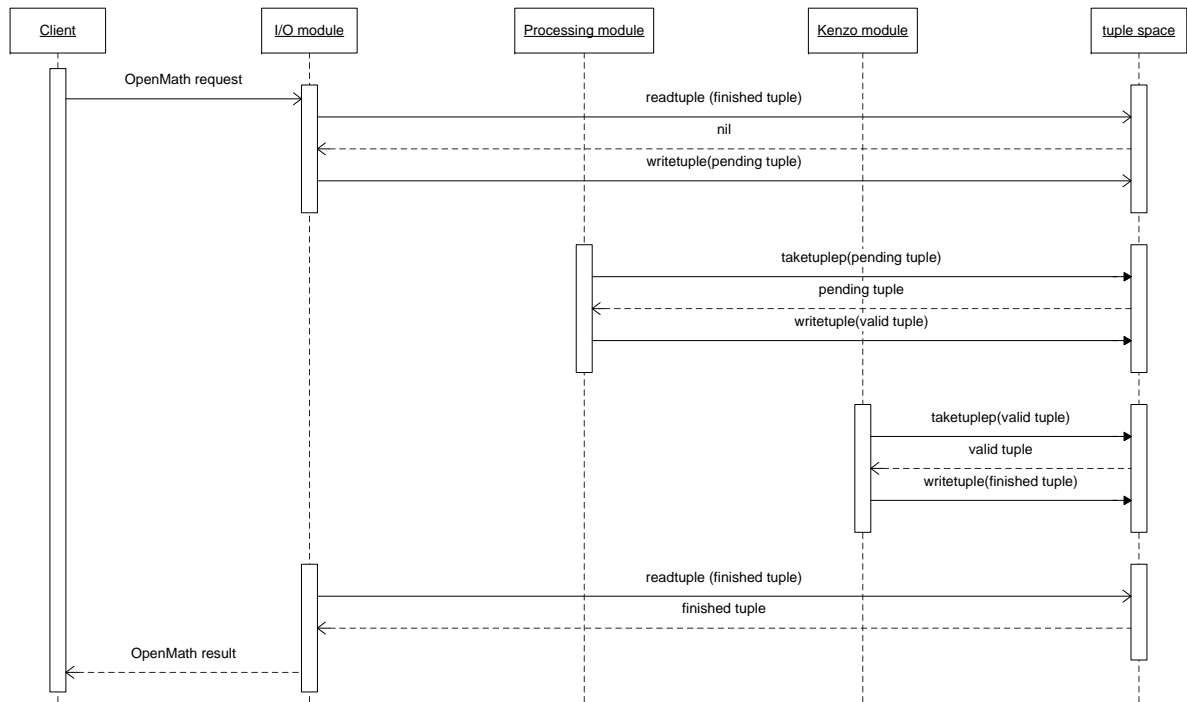 Client
I/O module
Processing module
Kenzo module
tuple space
OpenMath request
readtuple (finished tuple)
nil
writetuple(pending tuple)
taketuplep(pending tuple)
pending tuple
writetuple(valid tuple)
taketuplep(valid tuple)
valid tuple
writetuple(finished tuple)
readtuple (finished tuple)
finished tuple
OpenMath result